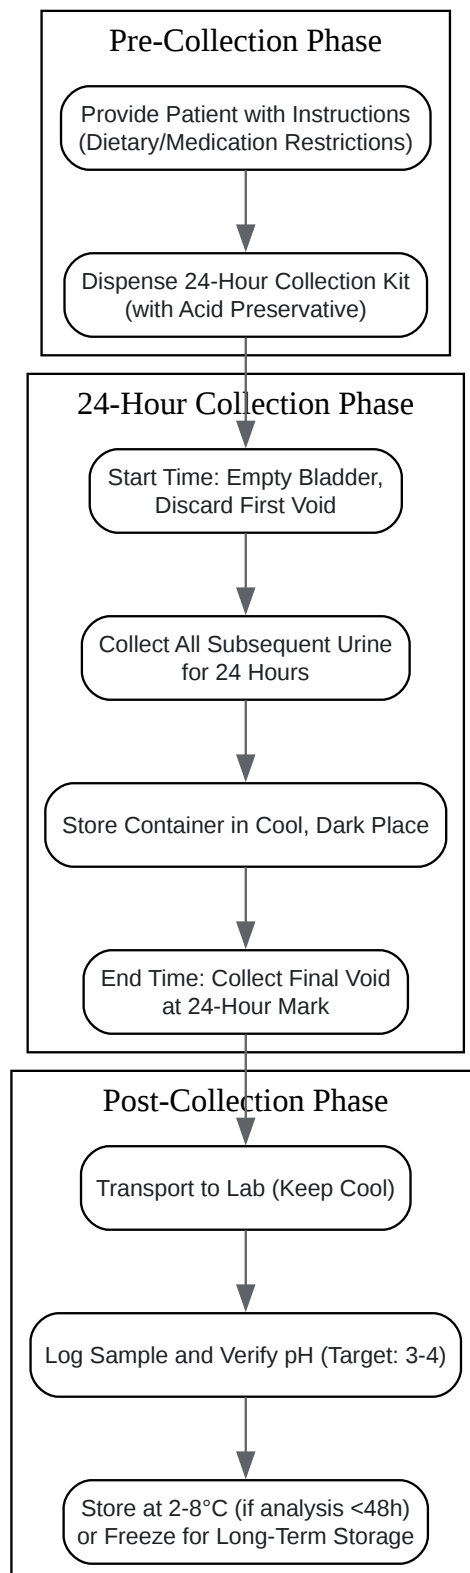 Pre-Collection Phase
Provide Patient with Instructions
(Dietary/Medication Restrictions)
Dispense 24-Hour Collection Kit
(with Acid Preservative)
24-Hour Collection Phase
Start Time: Empty Bladder,
Discard First Void
Collect All Subsequent Urine
for 24 Hours
Store Container in Cool, Dark Place
End Time: Collect Final Void
at 24-Hour Mark
Post-Collection Phase
Transport to Lab (Keep Cool)
Log Sample and Verify pH (Target: 3-4)
Store at 2-8°C (if analysis <48h)
or Freeze for Long-Term Storage